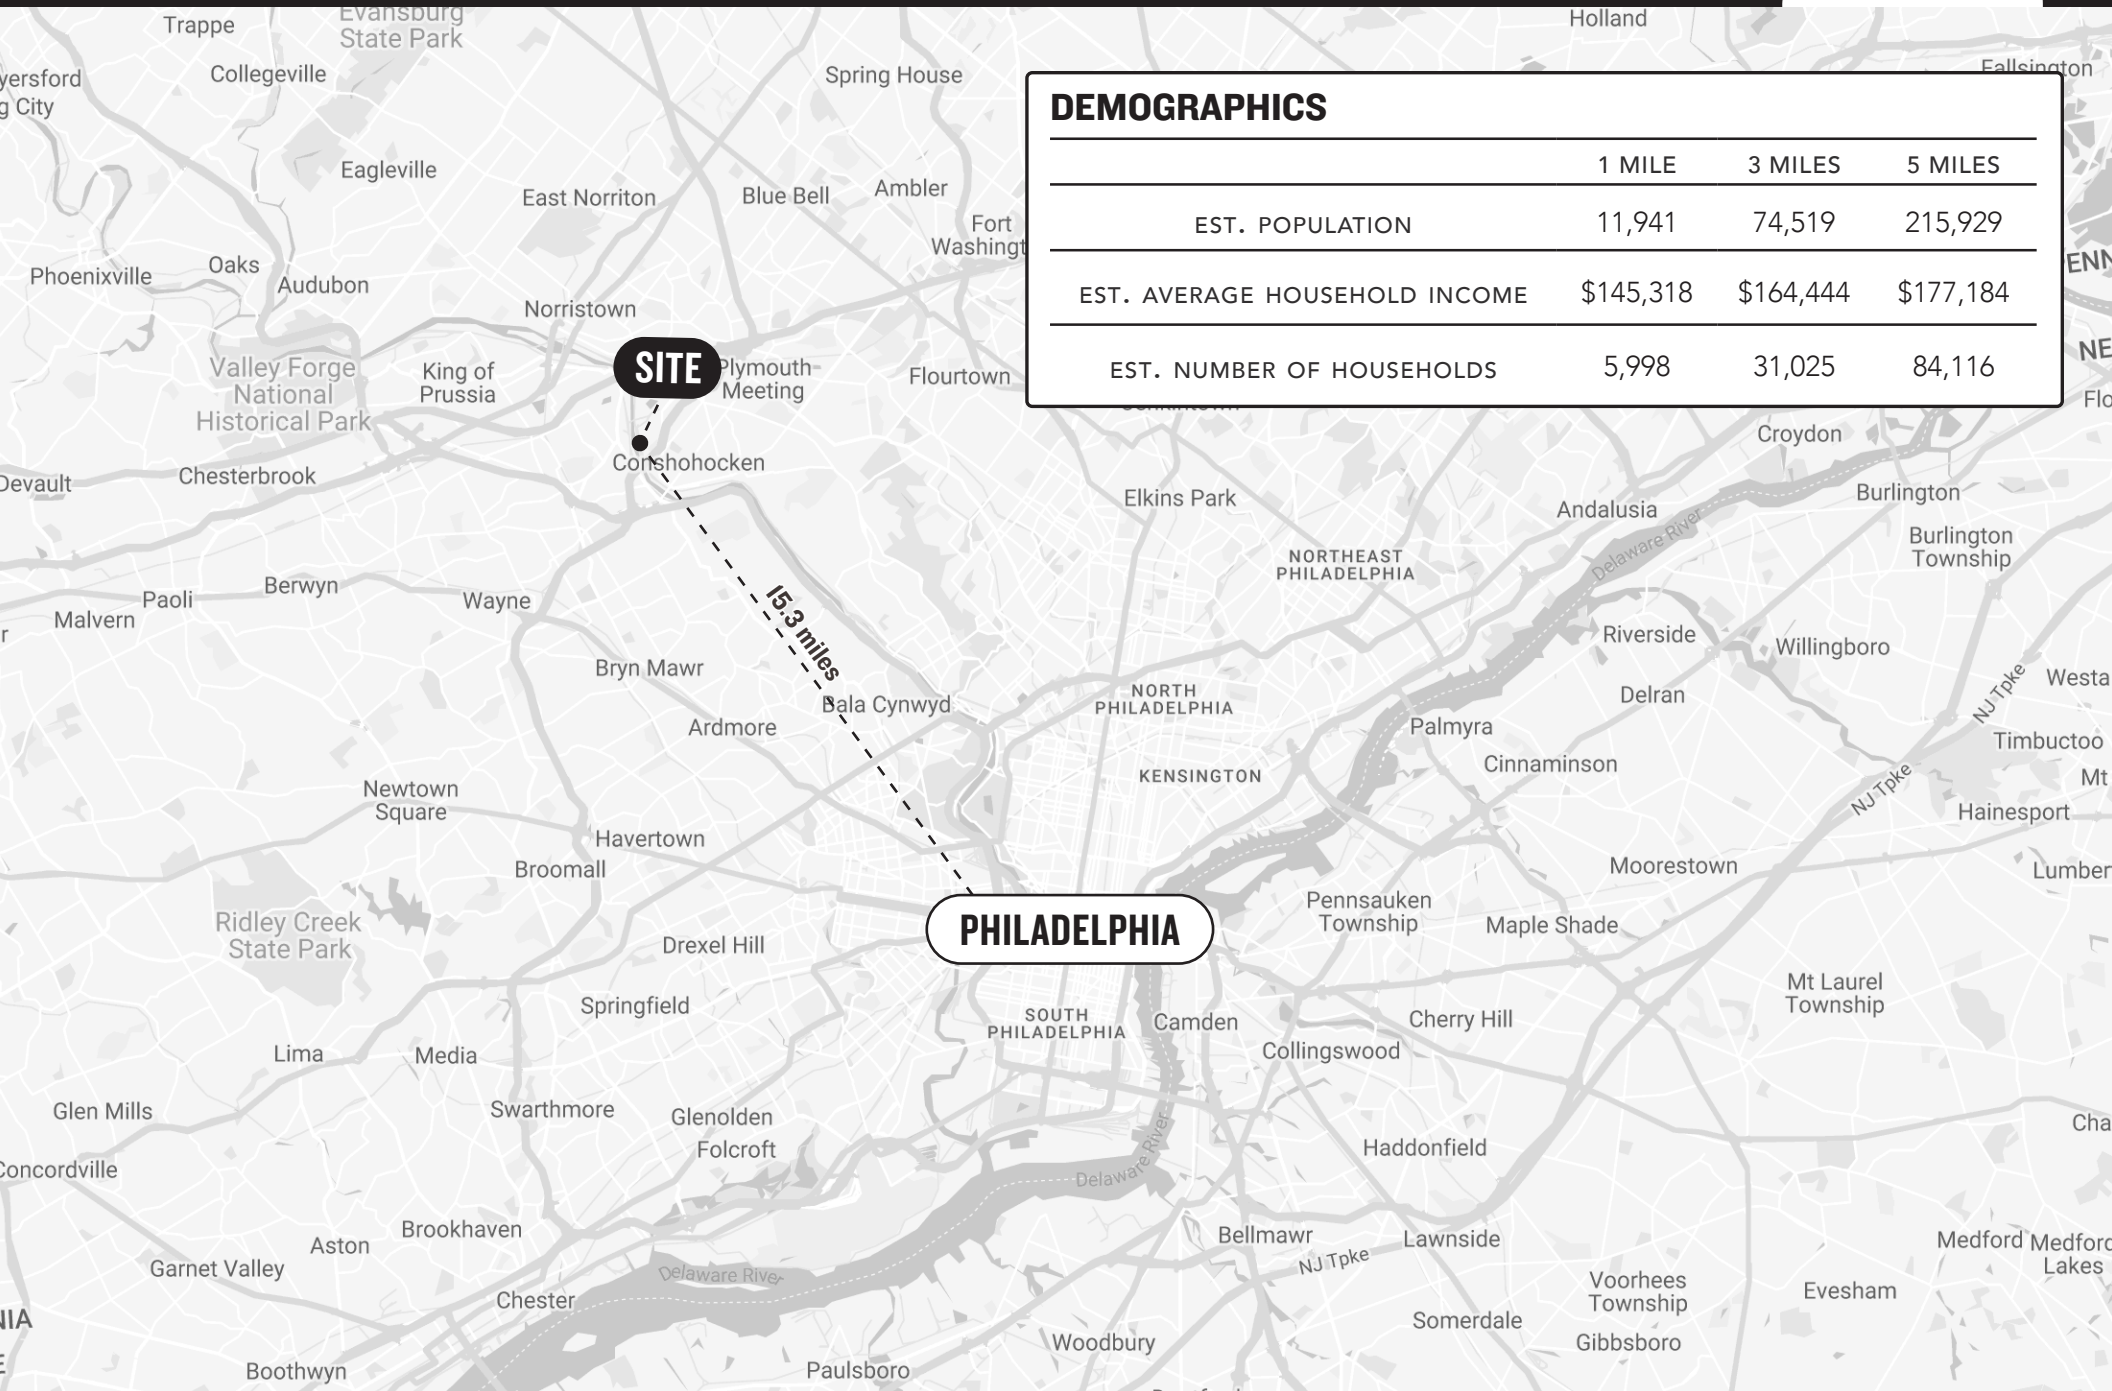 Evansburg
State Park
Trappe
Holland
Collegeville
Spring House
Fallsington
yersford
g City
DEMOGRAPHICS
1 MILE 3 MILES 5 MILES
EST. POPULATION 11,941 74,519 215,929
EST. AVERAGE HOUSEHOLD INCOME $145,318 $164,444 $177,184
EST. NUMBER OF HOUSEHOLDS 5,998 31,025 84,116
Eagleville
East Norriton
Blue Bell
Ambler
Fort
Washingt
Phoenixville
Oaks
Audubon
Norristown
ENN
NE
Flo
Valley Forge
National
Historical Park
King of
Prussia
SITE
Plymouth
Meeting
Flourtown
Croydon
Conshohocken
Chesterbrook
Devault
Elkins Park
Andalusia
Burlington
Delaware River
Burlington
Township
NORTHEAST
PHILADELPHIA
Berwyn
Paoli
Malvern
r
Wayne
15.3 miles
Riverside
Willingboro
Bryn Mawr
Bala Cynwyd
NORTH
PHILADELPHIA
Delran
NJ Tpke
Westa
Ardmore
Palmyra
Timbuctoo
Cinnaminson
KENSINGTON
Mt
NJ Tpke
Newtown
Square
Hainesport
Havertown
Broomall
Moorestown
Lumber
Pennsauken
Township
Maple Shade
Ridley Creek
State Park
PHILADELPHIA
Drexel Hill
Mt Laurel
Township
Springfield
SOUTH
PHILADELPHIA
Camden
Cherry Hill
Lima
Media
Collingswood
Glen Mills
Swarthmore
Glenolden
Folcroft
Delaware River
Haddonfield
Cha
Concordville
Brookhaven
Aston
Garnet Valley
Bellmawr
NJ Tpke
Lawnside
Medford
Medford
Lakes
Delaware River
Chester
Voorhees
Township
Evesham
NIA
E
Somerdale
Gibbsboro
Woodbury
Boothwyn
Paulsboro